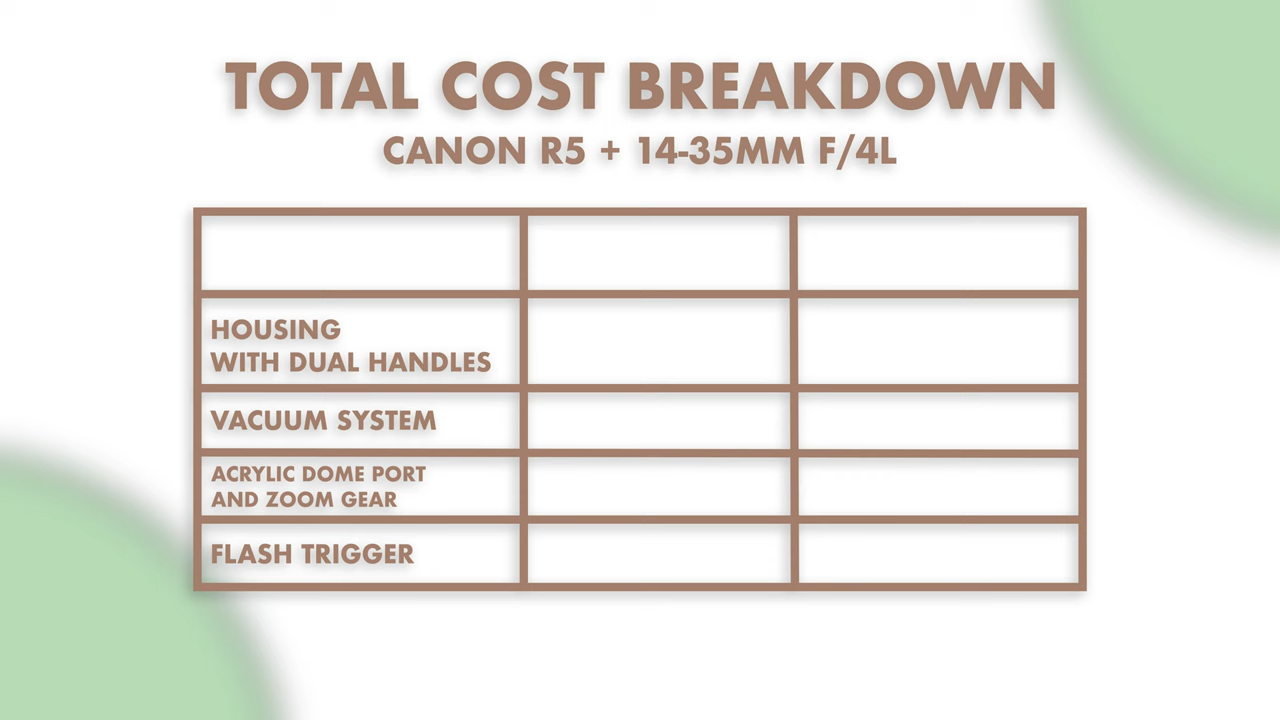 TOTAL COST BREAKDOWN
CANON R5 + 14-35MM F/4L
HOUSING
WITH DUAL HANDLES
VACUUM SYSTEM
ACRYLIC DOME PORT
AND ZOOM GEAR
FLASH TRIGGER